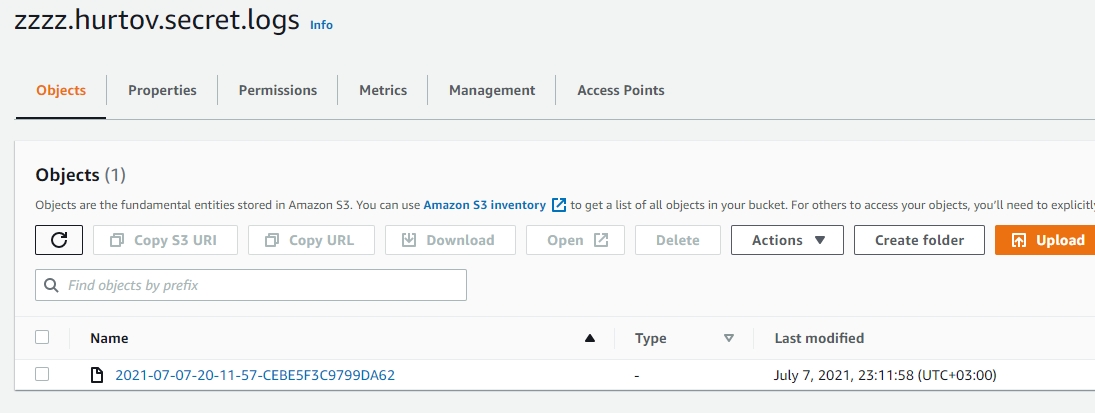 zzzz.hurtov.secret.logs Info
Objects Properties Permissions Metrics Management Access Points
Objects (1)
Objects are the fundamental entities stored in Amazon S3. You can use Amazon S3 inventory to get a list of all objects in your bucket. For others to access your objects, you'll need to explicitly
Copy S3 URI Copy URL Download Open Delete Actions Create folder Upload
Find objects by prefix
Name Type Last modified
2021-07-07-20-11-57-CEBE5F3C9799DA62 - July 7, 2021, 23:11:58 (UTC+03:00)